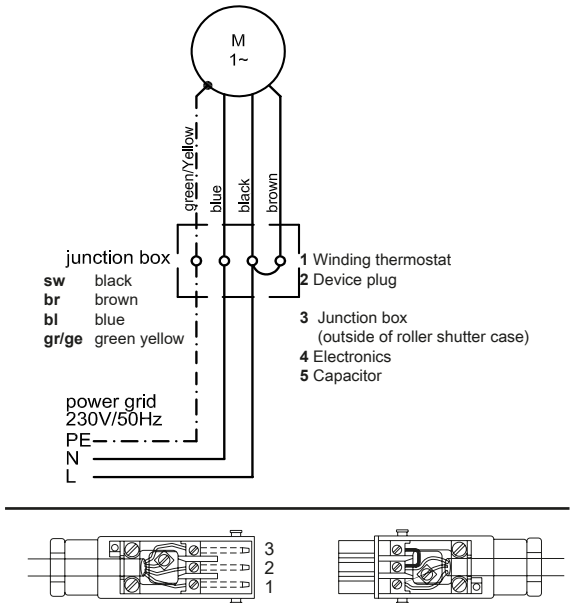 M
1~
green/Yellow
blue
black
brown
junction box
sw black
br brown
bl blue
gr/ge green yellow
1 Winding thermostat
2 Device plug
3 Junction box
(outside of roller shutter case)
4 Electronics
5 Capacitor
power grid
230V/50Hz
PE
N
L
3
2
1